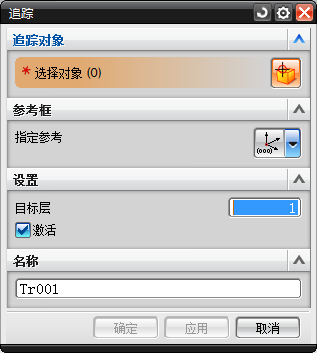 追踪
追踪对象
* 选择对象 (0)
参考框
指定参考
(000)
设置
目标层
1
激活
名称
Tr001
确定 应用 取消